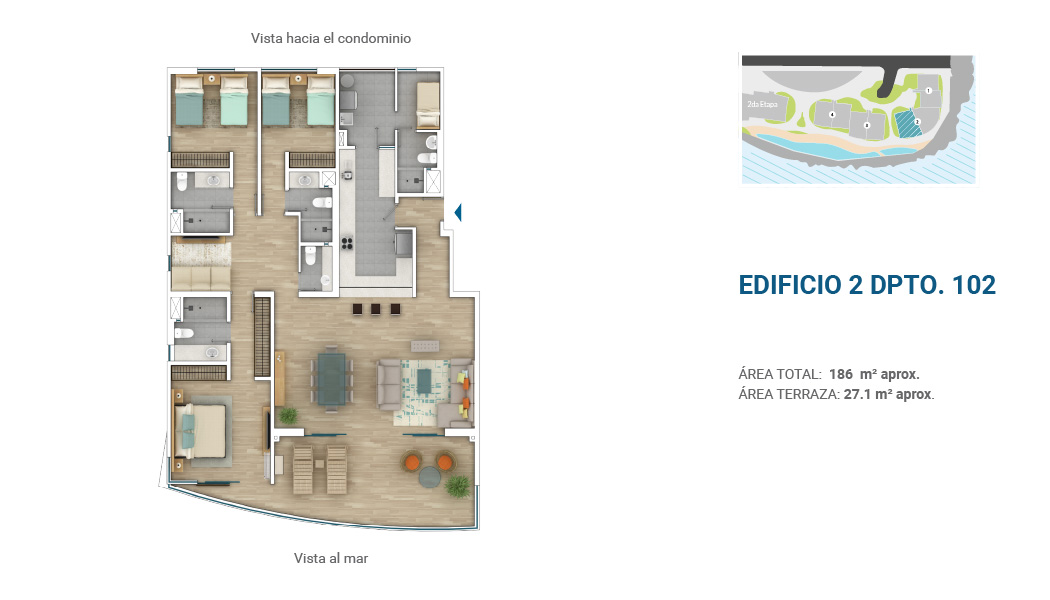 Vista hacia el condominio
2da Etapa
1
2
3
4
EDIFICIO 2 DPTO. 102
ÁREA TOTAL: 186 m² aprox.
ÁREA TERRAZA: 27.1 m² aprox.
Vista al mar